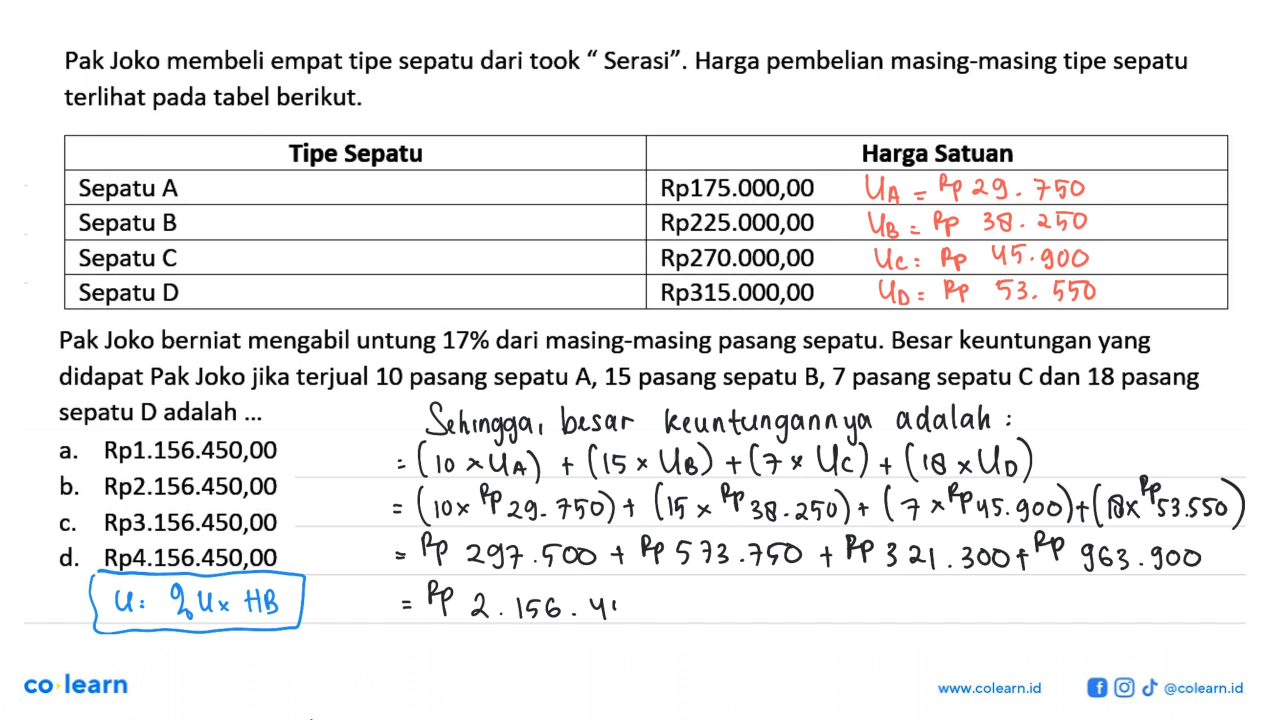 Pak Joko membeli empat tipe sepatu dari took “ Serasi”. Harga pembelian masing-masing tipe sepatu
terlihat pada tabel berikut.
Tipe Sepatu Harga Satuan
Sepatu A Rp175.000,00 UA = Rp 29.750
Sepatu B Rp225.000,00 UB = Rp 38.250
Sepatu C Rp270.000,00 UC = Rp 45.900
Sepatu D Rp315.000,00 UD = Rp 53.550
Pak Joko berniat mengabil untung 17% dari masing-masing pasang sepatu. Besar keuntungan yang
didapat Pak Joko jika terjual 10 pasang sepatu A, 15 pasang sepatu B, 7 pasang sepatu C dan 18 pasang
sepatu D adalah ...
Sehingga, besar keuntungannya adalah :
a. Rp1.156.450,00
b. Rp2.156.450,00
c. Rp3.156.450,00
d. Rp4.156.450,00
= (10 × UA) + (15 × UB) + (7 × UC) + (18 × UD)
= (10 × Rp 29.750) + (15 × Rp 38.250) + (7 × Rp 45.900) + (18 × Rp 53.550)
= Rp 297.500 + Rp 573.750 + Rp 321.300 + Rp 963.900
= Rp 2.156.4
U = %U × HB
co learn
www.colearn.id
@colearn.id